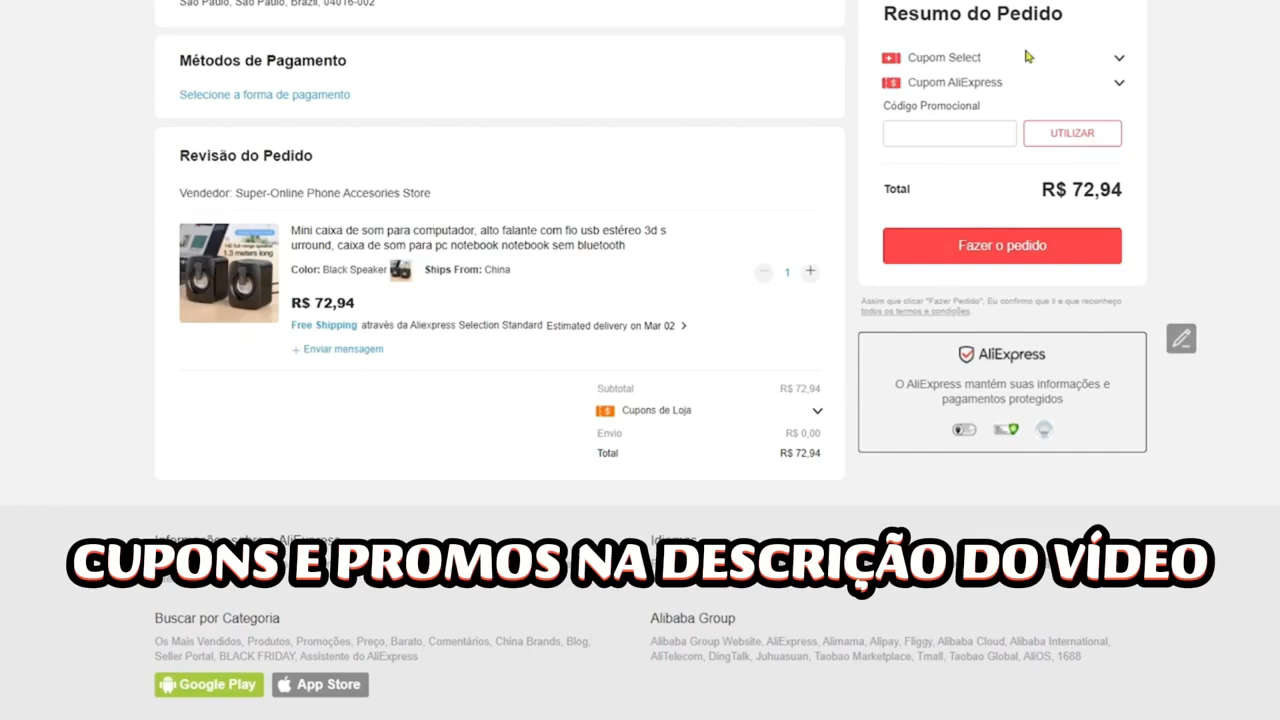 São Paulo, São Paulo, Brazil, 04016-002
Métodos de Pagamento
Selecione a forma de pagamento
Revisão do Pedido
Vendedor: Super-Online Phone Accesories Store
1.3 meters long
Mini caixa de som para computador, alto falante com fio usb estéreo 3d s
urround, caixa de som para pc notebook notebook sem bluetooth
Color: Black Speaker Ships From: China
1
R$ 72,94
Free Shipping através da Aliexpress Selection Standard Estimated delivery on Mar 02
Enviar mensagem
Subtotal R$ 72,94
Cupons de Loja
Envio R$ 0,00
Total R$ 72,94
Resumo do Pedido
Cupom Select
Cupom AliExpress
Código Promocional
UTILIZAR
Total R$ 72,94
Fazer o pedido
Assim que clicar "Fazer Pedido", Eu confirmo que li e que reconheço
todos os termos e condições.
AliExpress
O AliExpress mantém suas informações e
pagamentos protegidos
CUPONS E PROMOS NA DESCRIÇÃO DO VÍDEO
Buscar por Categoria
Os Mais Vendidos, Produtos, Promoções, Preço, Barato, Comentários, China Brands, Blog,
Seller Portal, BLACK FRIDAY, Assistente do AliExpress
Google Play App Store
Alibaba Group
Alibaba Group Website, AliExpress, Alimama, Alipay, Fliggy, Alibaba Cloud, Alibaba International,
AliTelecom, DingTalk, Juhuasuan, Taobao Marketplace, Tmall, Taobao Global, AliOS, 1688